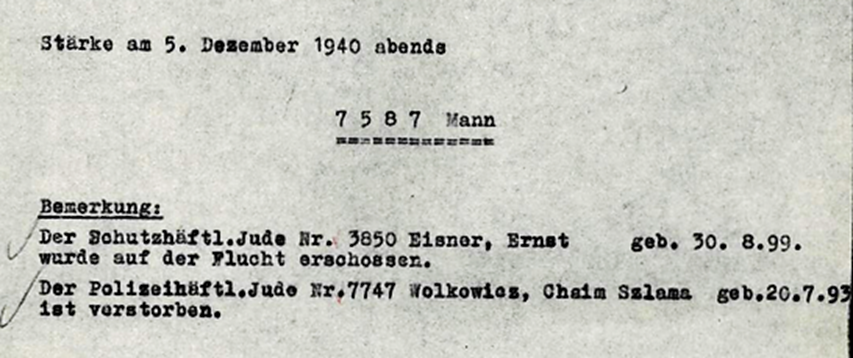 Stärke am 5. Dezember 1940 abends
7 5 8 7 Mann
Bemerkung:
Der Schutzhäftl.Jude Nr. 3850 Eisner, Ernst geb. 30. 8.99.
wurde auf der Flucht erschossen.
Der Polizeihäftl.Jude Nr.7747 Wolkowicz, Chaim Szlama geb.20.7.93
ist verstorben.